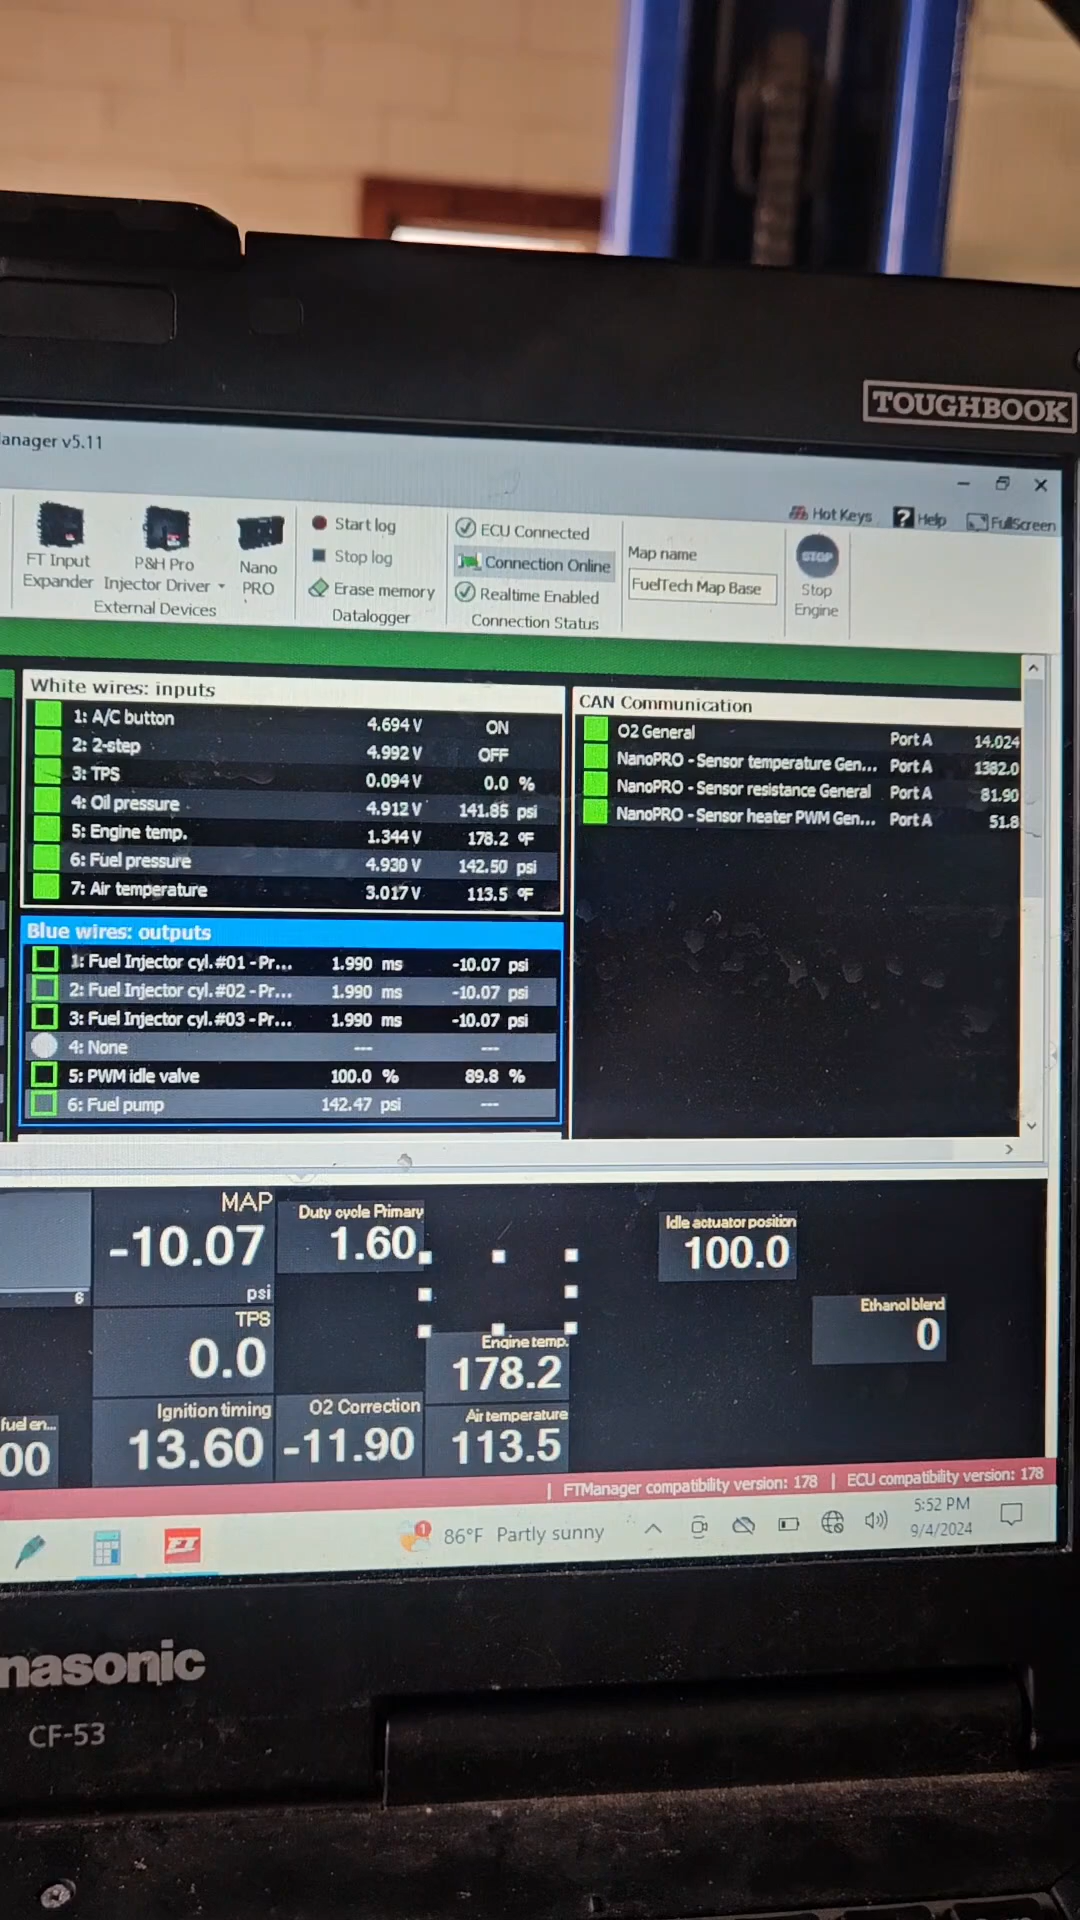 TOUGHBOOK
anager v5.11
Hot Keys
? Help
FullScreen
FT Input
Expander
P&H Pro
Injector Driver
Nano
PRO
External Devices
Start log
Stop log
Erase memory
Datalogger
ECU Connected
Connection Online
Realtime Enabled
Connection Status
Map name
FuelTech Map Base
STOP
Stop
Engine
White wires: inputs
1: A/C button 4.694 V ON
2: 2-step 4.992 V OFF
3: TPS 0.094 V 0.0 %
4: Oil pressure 4.912 V 141.85 psi
5: Engine temp. 1.344 V 178.2 ºF
6: Fuel pressure 4.930 V 142.50 psi
7: Air temperature 3.017 V 113.5 ºF
CAN Communication
O2 General Port A 14.024
NanoPRO - Sensor temperature Gen... Port A 1382.0
NanoPRO - Sensor resistance General Port A 81.90
NanoPRO - Sensor heater PWM Gen... Port A 51.8
Blue wires: outputs
1: Fuel Injector cyl.#01 - Pr... 1.990 ms -10.07 psi
2: Fuel Injector cyl.#02 - Pr... 1.990 ms -10.07 psi
3: Fuel Injector cyl.#03 - Pr... 1.990 ms -10.07 psi
4: None --- ---
5: PWM idle valve 100.0 % 89.8 %
6: Fuel pump 142.47 psi ---
6
MAP
-10.07
psi
Duty cycle Primary
1.60
Idle actuator position
100.0
TPS
0.0
Engine temp.
178.2
Ethanol blend
0
fuel en...
00
Ignition timing
13.60
O2 Correction
-11.90
Air temperature
113.5
| FTManager compatibility version: 178 | ECU compatibility version: 178
FT
1
86°F Partly sunny
5:52 PM
9/4/2024
nasonic
CF-53